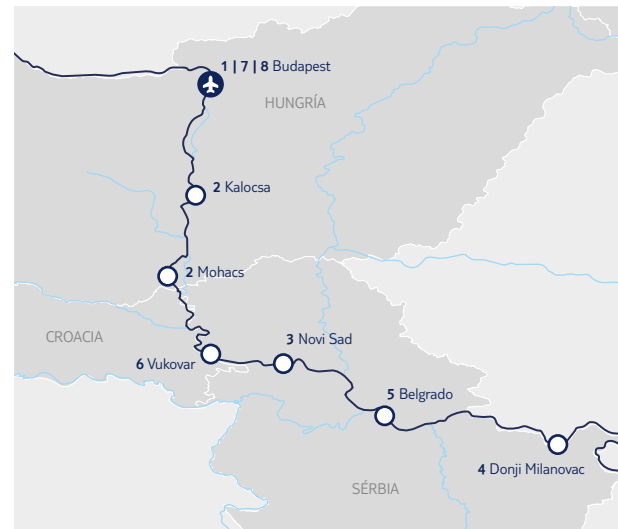 1 | 7 | 8 Budapest
HUNGRÍA
2 Kalocsa
2 Mohacs
CROACIA
3 Novi Sad
6 Vukovar
5 Belgrado
4 Donji Milanovac
SÉRBIA